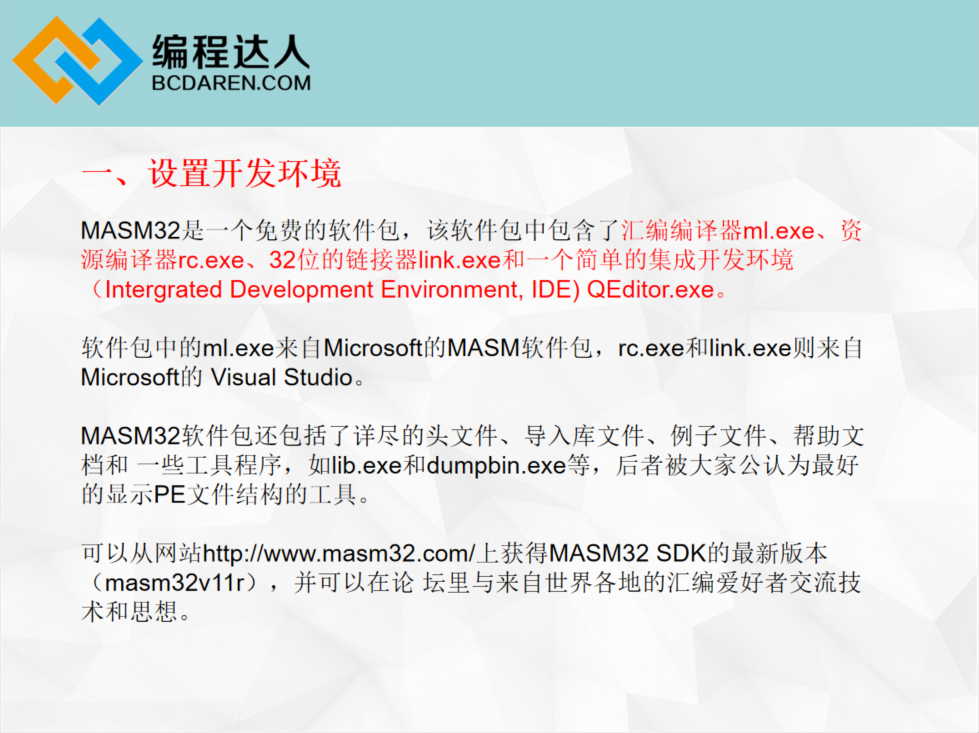 编程达人
BCDAREN.COM
一、设置开发环境
MASM32是一个免费的软件包，该软件包中包含了汇编编译器ml.exe、资
源编译器rc.exe、32位的链接器link.exe和一个简单的集成开发环境
（Intergrated Development Environment, IDE) QEditor.exe。
软件包中的ml.exe来自Microsoft的MASM软件包，rc.exe和link.exe则来自
Microsoft的 Visual Studio。
MASM32软件包还包括了详尽的头文件、导入库文件、例子文件、帮助文
档和 一些工具程序，如lib.exe和dumpbin.exe等，后者被大家公认为最好
的显示PE文件结构的工具。
可以从网站http://www.masm32.com/上获得MASM32 SDK的最新版本
（masm32v11r），并可以在论 坛里与来自世界各地的汇编爱好者交流技
术和思想。